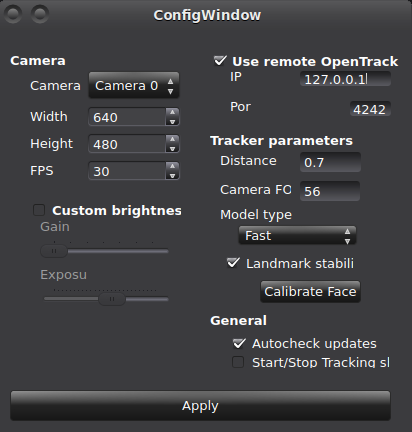 ConfigWindow
Camera
Camera Camera 0
Width 640
Height 480
FPS 30
Custom brightnes
Gain
Exposu
Use remote OpenTrack
IP 127.0.0.1
Por 4242
Tracker parameters
Distance 0.7
Camera FO 56
Model type
Fast
Landmark stabili
Calibrate Face
General
Autocheck updates
Start/Stop Tracking sl
Apply